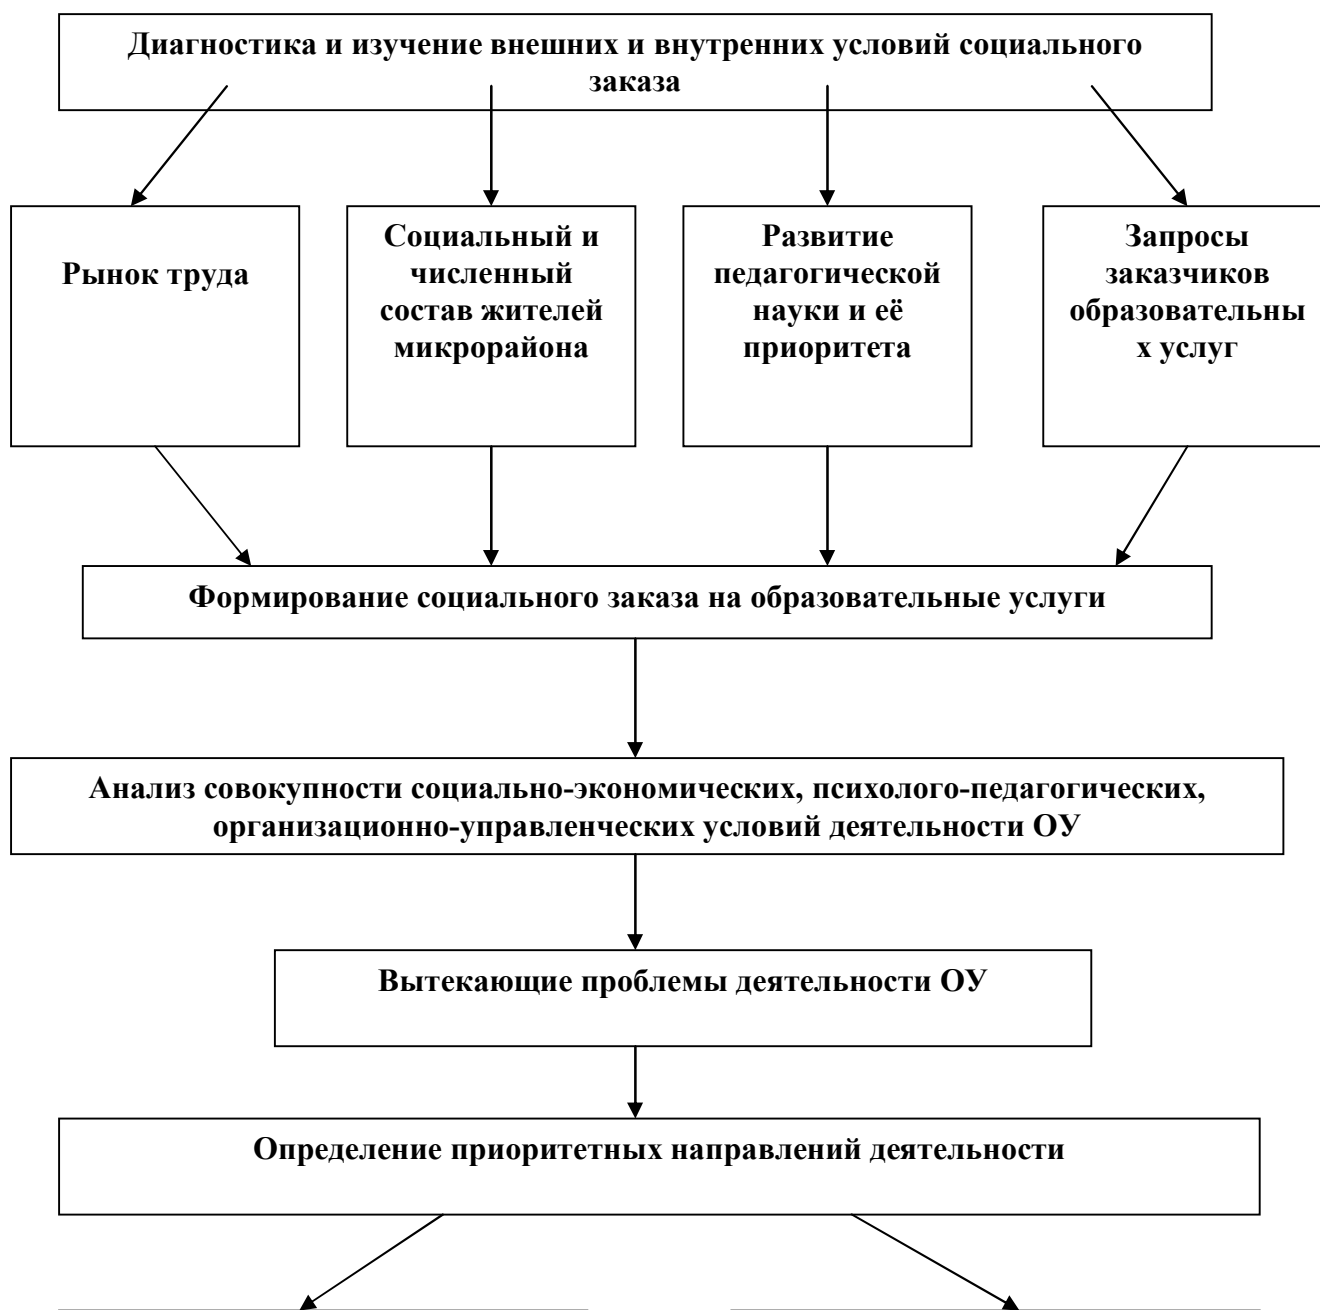 Диагностика и изучение внешних и внутренних условий социального
заказа
Рынок труда
Социальный и
численный
состав жителей
микрорайона
Развитие
педагогической
науки и её
приоритета
Запросы
заказчиков
образовательны
х услуг
Формирование социального заказа на образовательные услуги
Анализ совокупности социально-экономических, психолого-педагогических,
организационно-управленческих условий деятельности ОУ
Вытекающие проблемы деятельности ОУ
Определение приоритетных направлений деятельности